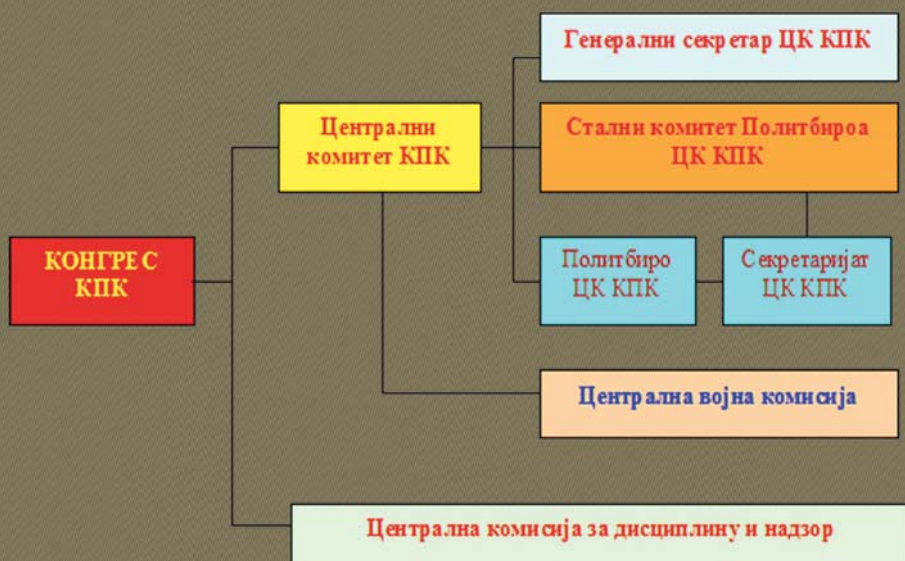 Генерални секретар ЦК КПК
Централни
комитет КПК
Стални комитет Политбироа
ЦК КПК
КОНГРЕС
КПК
Политбиро
ЦК КПК
Секретаријат
ЦК КПК
Централна војна комисија
Централна комисија за дисциплину и надзор